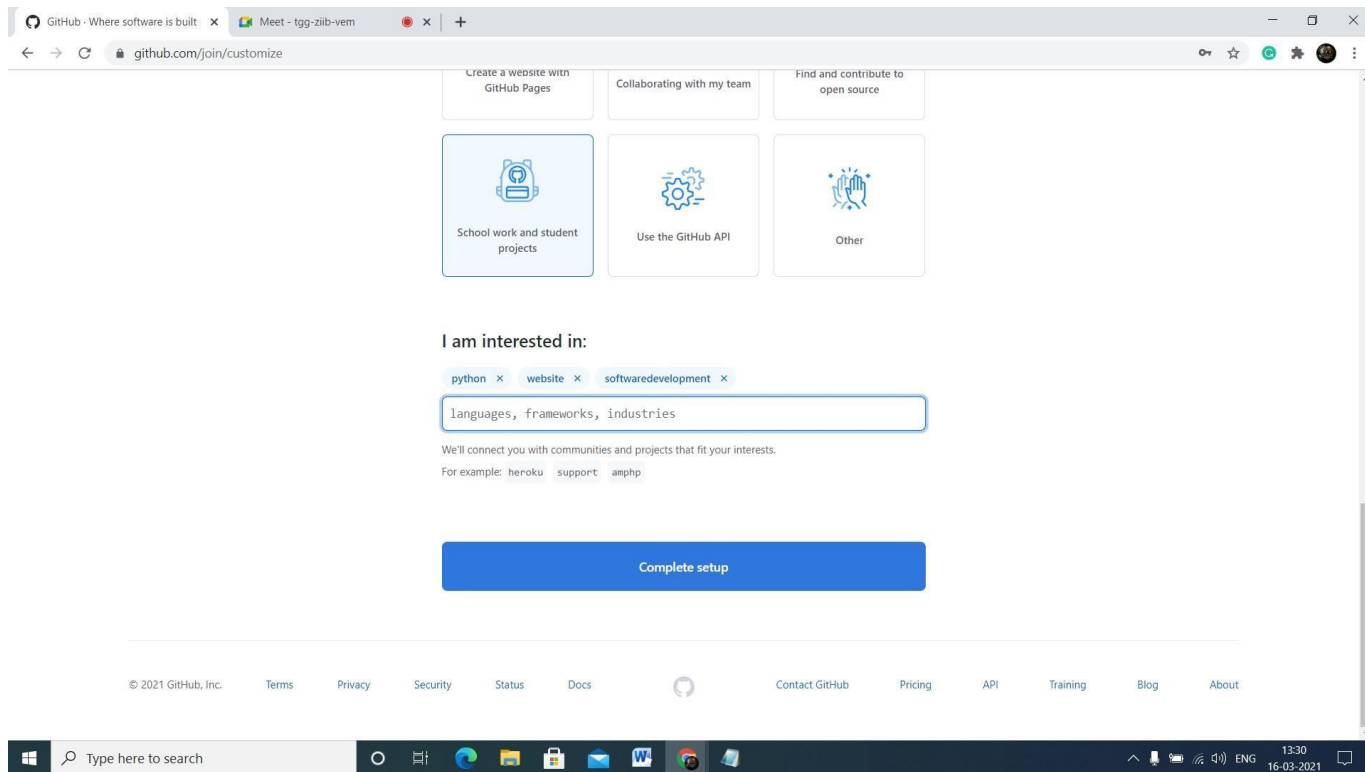 GitHub · Where software is built
Meet - tgg-ziib-vem
github.com/join/customize
Create a website with
GitHub Pages
Collaborating with my team
Find and contribute to
open source
School work and student
projects
Use the GitHub API
Other
I am interested in:
python × website × softwaredevelopment ×
languages, frameworks, industries
We'll connect you with communities and projects that fit your interests.
For example: heroku support amphp
Complete setup
© 2021 GitHub, Inc. Terms Privacy Security Status Docs Contact GitHub Pricing API Training Blog About
Type here to search
ENG
13:30
16-03-2021